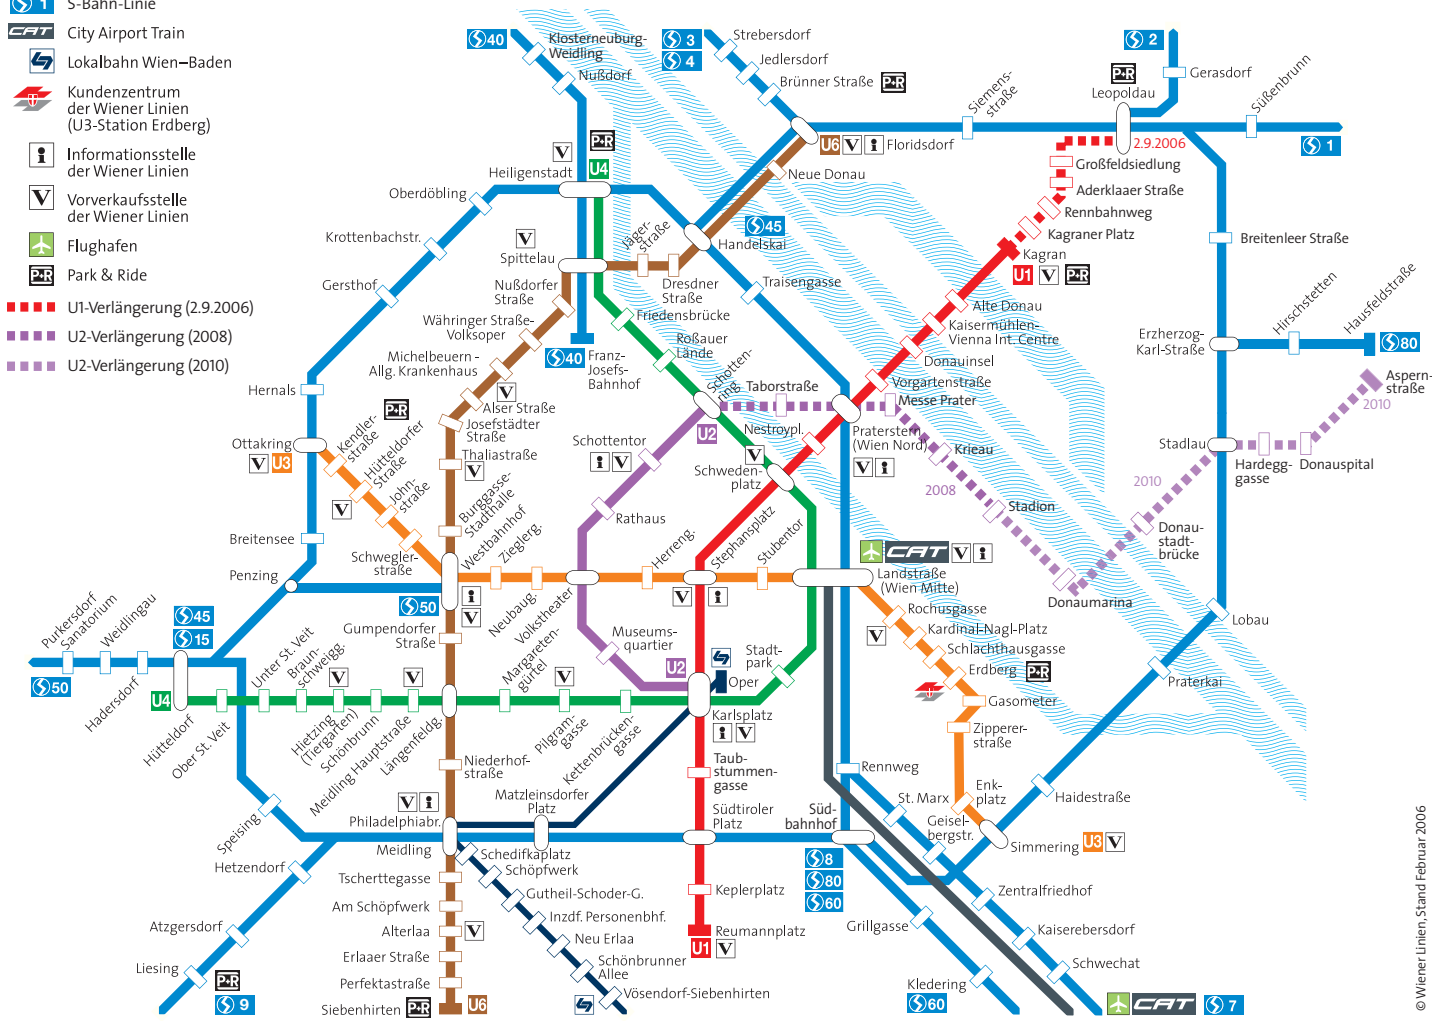 1 S-Bahn-Linie
CAT City Airport Train
Lokalbahn Wien–Baden
Kundenzentrum
der Wiener Linien
(U3-Station Erdberg)
i Informationsstelle
der Wiener Linien
V Vorverkaufsstelle
der Wiener Linien
Flughafen
P+R Park & Ride
U1-Verlängerung (2.9.2006)
U2-Verlängerung (2008)
U2-Verlängerung (2010)
40
Klosterneuburg-
Weidling
Nußdorf
3
4
Strebersdorf
Jedlersdorf
Brünner Straße P+R
Siemens-
straße
2
P+R
Leopoldau
Gerasdorf
Süßenbrunn
1
2.9.2006
U6 V i Floridsdorf
Neue Donau
Großfeldsiedlung
Aderklaaer Straße
Rennbahnweg
Kagraner Platz
Kagran
U1 V P+R
P+R
V
U4
Heiligenstadt
Oberdöbling
Krottenbachstr.
Gersthof
Hernals
V
Spittelau
Jäger-
straße
45
Handelskai
Dresdner
Straße
Traisengasse
Nußdorfer
Straße
Friedensbrücke
Währinger Straße-
Volksoper
Roßauer
Lände
40
Franz-
Josefs-
Bahnhof
Michelbeuern -
Allg. Krankenhaus
V
Alser Straße
Josefstädter
Straße
Thaliastraße
V
Burggasse-
Stadthalle
Alte Donau
Kaisermühlen-
Vienna Int. Centre
Donauinsel
Vorgartenstraße
Messe Prater
Taborstraße
Schotten-
ring
U2
Nestroypl.
Praterstern
(Wien Nord)
V i
Krieau
2008
Stadion
Donaumarina
2010
Donau-
stadt-
brücke
Breitenleer Straße
Hirschstetten
Hausfeldstraße
80
Erzherzog-
Karl-Straße
Aspern-
straße
2010
Stadlau
Hardegg-
gasse
Donauspital
Lobau
Praterkai
Ottakring
V U3
Kendler-
straße
P+R
Hütteldorfer
Straße
V
John-
straße
Schwegler-
straße
Breitensee
Penzing
Schottentor
i V
Rathaus
V
Schweden-
platz
Westbahnhof
50
i
V
Zieglerg.
Neubaug.
Volkstheater
Herreng.
Stephansplatz
V i
Stubentor
CAT V i
Landstraße
(Wien Mitte)
Rochusgasse
V
Kardinal-Nagl-Platz
Schlachthausgasse
Erdberg P+R
Gasometer
Zipperer-
straße
Enk-
platz
Simmering U3 V
Purkersdorf
Sanatorium
Weidlingau
Hadersdorf
50
45
15
U4
Hütteldorf
Ober St. Veit
Unter St. Veit
Braun-
schweigg.
V
Hietzing
(Tiergarten)
Schönbrunn
V
Meidling Hauptstraße
Längenfeldg.
Gumpendorfer
Straße
Margareten-
gürtel
V
Pilgram-
gasse
Kettenbrücken-
gasse
Museums-
quartier
U2
Oper
Stadt-
park
Karlsplatz
i V
Niederhof-
straße
Matzleinsdorfer
Platz
Taub-
stummen-
gasse
Südtiroler
Platz
Süd-
bahnhof
Rennweg
St. Marx
Geisel-
bergstr.
Haidestraße
Speising
Hetzendorf
Atzgersdorf
Liesing
P+R
9
V i
Philadelphiabr.
Meidling
Schedifkaplatz
Schöpfwerk
Gutheil-Schoder-G.
Inzdf. Personenbhf.
Neu Erlaa
Schönbrunner
Allee
Vösendorf-Siebenhirten
Tscherttegasse
Am Schöpfwerk
Alterlaa V
Erlaaer Straße
Perfektastraße
Siebenhirten P+R U6
Keplerplatz
Reumannplatz
U1 V
8
80
60
Grillgasse
Kledering
60
Zentralfriedhof
Kaiserebersdorf
Schwechat
CAT 7
© Wiener Linien, Stand Februar 2006